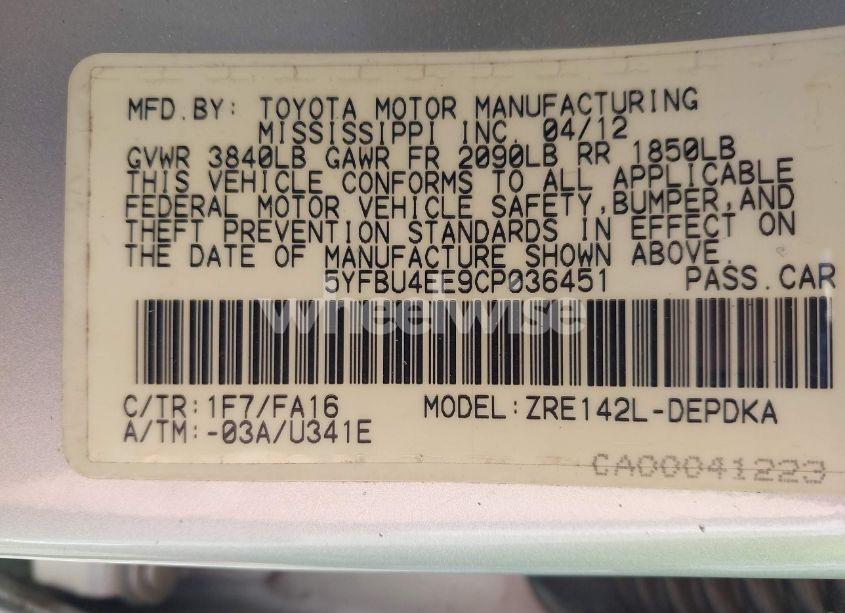 MFD.BY: TOYOTA MOTOR MANUFACTURING
MISSISSIPPI INC. 04/12
GVWR 3840LB GAWR FR 2090LB RR 1850LB
THIS VEHICLE CONFORMS TO ALL APPLICABLE
FEDERAL MOTOR VEHICLE SAFETY,BUMPER,AND
THEFT PREVENTION STANDARDS IN EFFECT ON
THE DATE OF MANUFACTURE SHOWN ABOVE.
5YFBU4EE9CP036451 PASS.CAR
wheelwise
C/TR:1F7/FA16 MODEL:ZRE142L-DEPDKA
A/TM:-03A/U341E
CA00041223